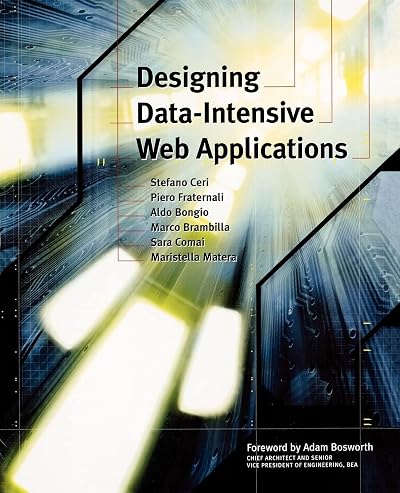 Designing
Data-Intensive
Web Applications
Stefano Ceri
Piero Fraternali
Aldo Bongio
Marco Brambilla
Sara Comai
Maristella Matera
Foreword by Adam Bosworth
CHIEF ARCHITECT AND SENIOR
VICE PRESIDENT OF ENGINEERING, BEA